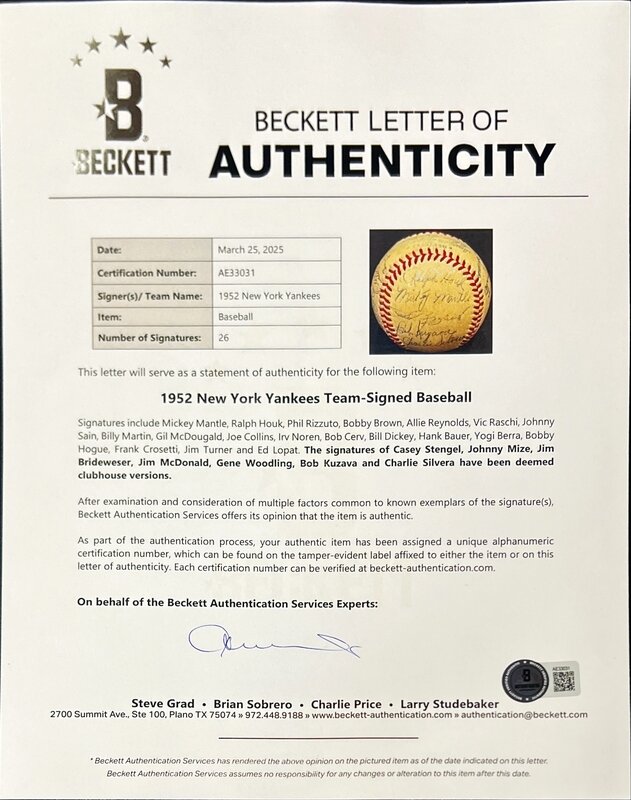 B
BECKETT
BECKETT LETTER OF
AUTHENTICITY
Date: March 25, 2025
Certification Number: AE33031
Signer(s)/ Team Name: 1952 New York Yankees
Item: Baseball
Number of Signatures: 26
Ralph Houk
Mickey Mantle
Bob Kuzava
This letter will serve as a statement of authenticity for the following item:
1952 New York Yankees Team-Signed Baseball
Signatures include Mickey Mantle, Ralph Houk, Phil Rizzuto, Bobby Brown, Allie Reynolds, Vic Raschi, Johnny
Sain, Billy Martin, Gil McDougald, Joe Collins, Irv Noren, Bob Cerv, Bill Dickey, Hank Bauer, Yogi Berra, Bobby
Hogue, Frank Crosetti, Jim Turner and Ed Lopat. The signatures of Casey Stengel, Johnny Mize, Jim
Brideweser, Jim McDonald, Gene Woodling, Bob Kuzava and Charlie Silvera have been deemed
clubhouse versions.
After examination and consideration of multiple factors common to known exemplars of the signature(s),
Beckett Authentication Services offers its opinion that the item is authentic.
As part of the authentication process, your authentic item has been assigned a unique alphanumeric
certification number, which can be found on the tamper-evident label affixed to either the item or on this
letter of authenticity. Each certification number can be verified at beckett-authentication.com.
On behalf of the Beckett Authentication Services Experts:
AE33031
Steve Grad • Brian Sobrero • Charlie Price • Larry Studebaker
2700 Summit Ave., Ste 100, Plano TX 75074 » 972.448.9188 » www.beckett-authentication.com » authentication@beckett.com
* Beckett Authentication Services has rendered the above opinion on the pictured item as of the date indicated on this letter.
Beckett Authentication Services assumes no responsibility for any changes or alteration to this item after this date.